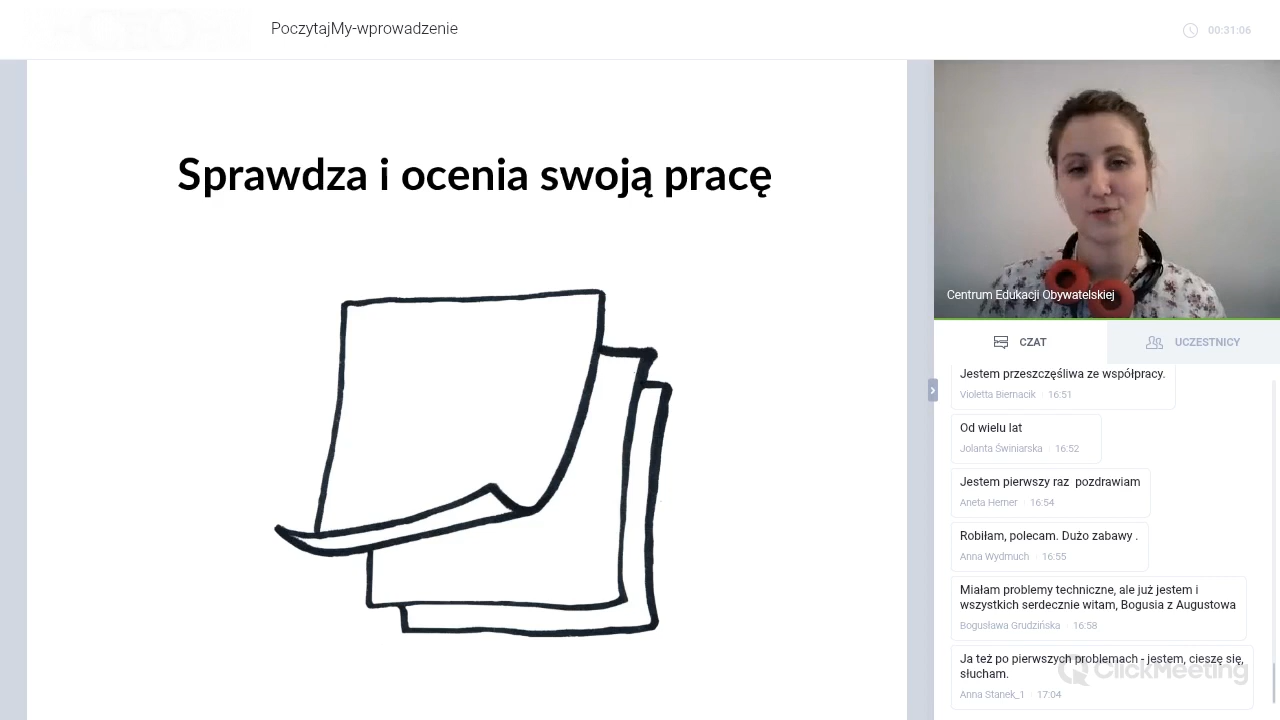 PoczytajMy-wprowadzenie
00:31:06
Sprawdza i ocenia swoją pracę
Centrum Edukacji Obywatelskiej
CZAT
UCZESTNICY
Jestem przeszczęśliwa ze współpracy.
Violetta Biernacik 16:51
Od wielu lat
Jolanta Świniarska 16:52
Jestem pierwszy raz pozdrawiam
Aneta Herner 16:54
Robiłam, polecam. Dużo zabawy .
Anna Wydmuch 16:55
Miałam problemy techniczne, ale już jestem i
wszystkich serdecznie witam, Bogusia z Augustowa
Bogusława Grudzińska 16:58
Ja też po pierwszych problemach - jestem, cieszę się,
słucham.
ClickMeeting
Anna Stanek_1 17:04